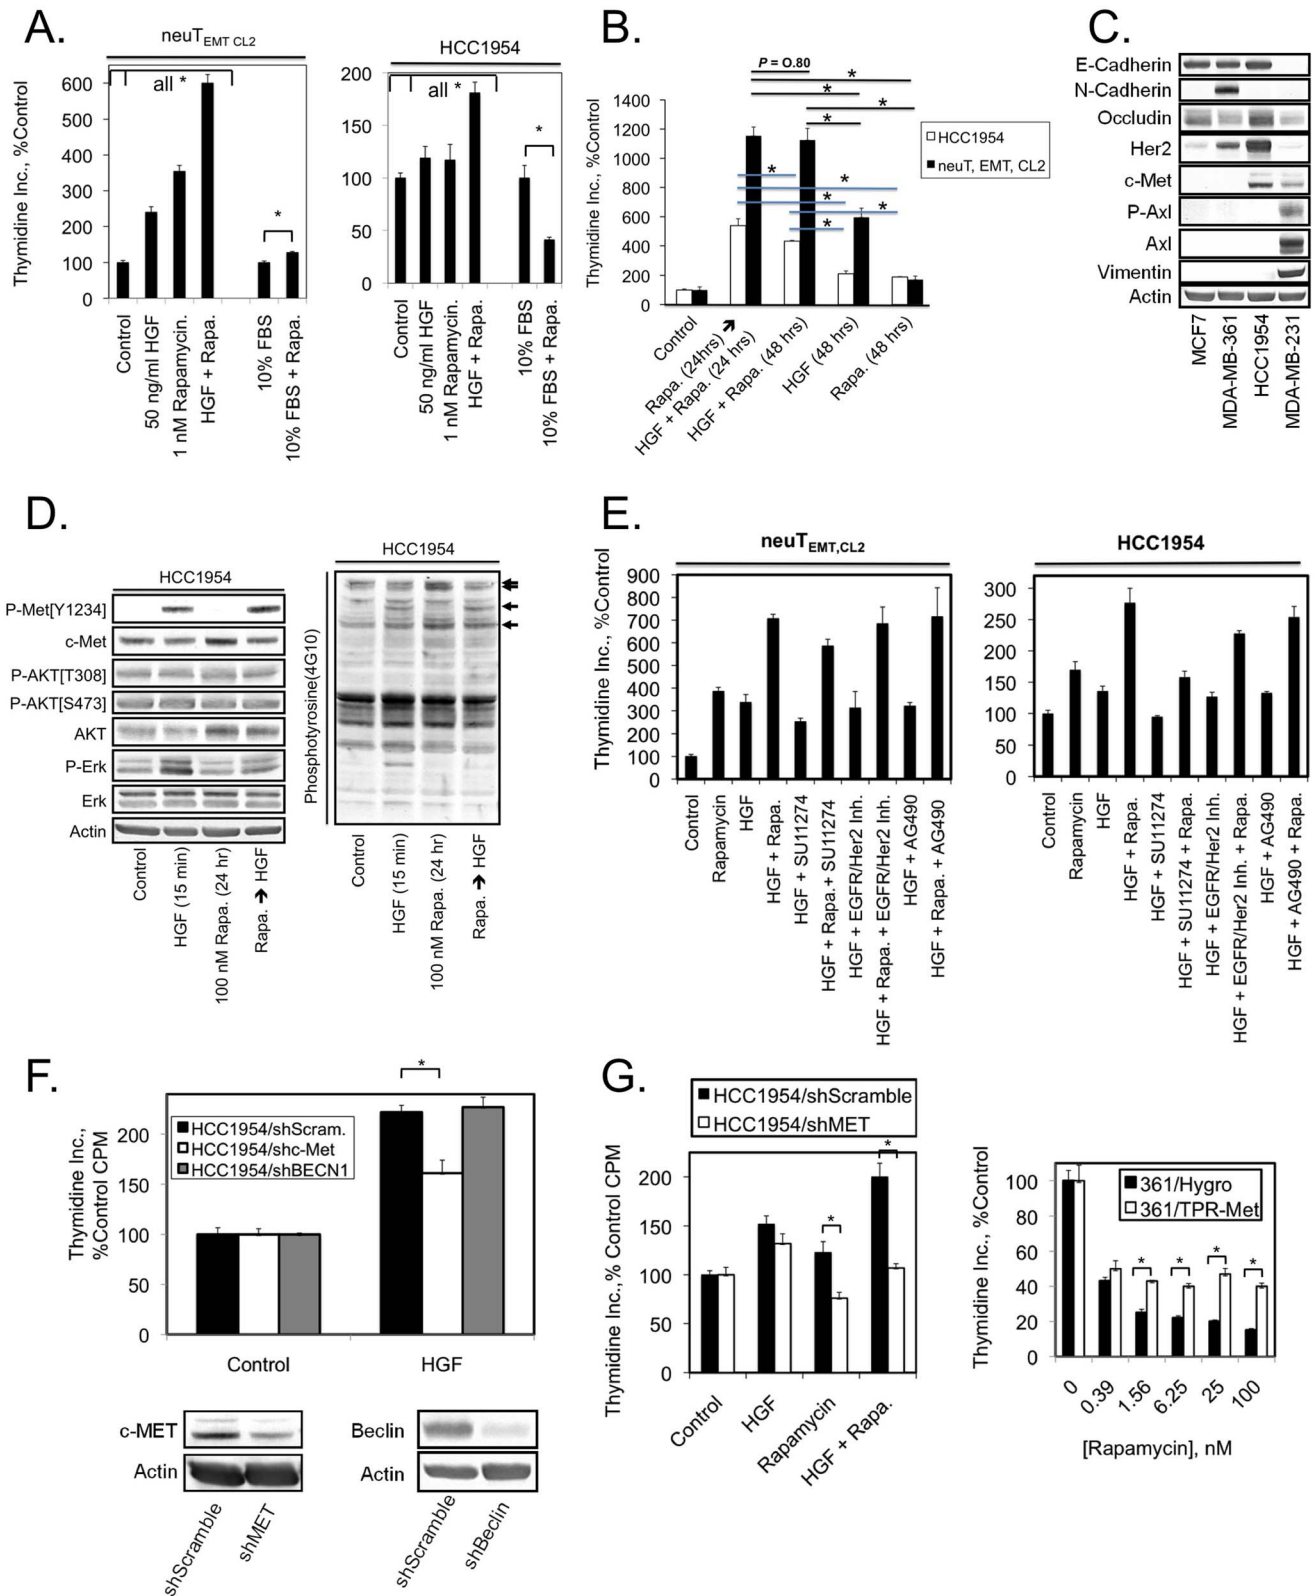 A.
neuT EMT CL2
Thymidine Inc., %Control
600
500
400
300
200
100
0
all *
*
Control
50 ng/ml HGF
1 nM Rapamycin.
HGF + Rapa.
10% FBS
10% FBS + Rapa.
HCC1954
200
150
100
50
0
all *
*
Control
50 ng/ml HGF
1 nM Rapamycin.
HGF + Rapa.
10% FBS
10% FBS + Rapa.
B.
Thymidine Inc., %Control
1400
1200
1000
800
600
400
200
0
P = O.80
*
*
*
*
*
*
*
*
*
HCC1954
neuT, EMT, CL2
Control
Rapa. (24hrs) ➔
HGF + Rapa. (24 hrs)
HGF + Rapa. (48 hrs)
HGF (48 hrs)
Rapa. (48 hrs)
C.
E-Cadherin
N-Cadherin
Occludin
Her2
c-Met
P-Axl
Axl
Vimentin
Actin
MCF7
MDA-MB-361
HCC1954
MDA-MB-231
D.
HCC1954
P-Met[Y1234]
c-Met
P-AKT[T308]
P-AKT[S473]
AKT
P-Erk
Erk
Actin
Control
HGF (15 min)
100 nM Rapa. (24 hr)
Rapa. ➔ HGF
HCC1954
Phosphotyrosine(4G10)
Control
HGF (15 min)
100 nM Rapa. (24 hr)
Rapa. ➔ HGF
E.
neuT EMT,CL2
Thymidine Inc., %Control
900
800
700
600
500
400
300
200
100
0
Control
Rapamycin
HGF
HGF + Rapa.
HGF + SU11274
HGF + Rapa. + SU11274
HGF + EGFR/Her2 Inh.
HGF + Rapa. + EGFR/Her2 Inh.
HGF + AG490
HGF + Rapa. + AG490
HCC1954
300
250
200
150
100
50
0
Control
Rapamycin
HGF
HGF + Rapa.
HGF + SU11274
HGF + SU11274 + Rapa.
HGF + EGFR/Her2 Inh.
HGF + EGFR/Her2 Inh. + Rapa.
HGF + AG490
HGF + AG490 + Rapa.
F.
Thymidine Inc.,
%Control CPM
200
150
100
50
0
*
HCC1954/shScram.
HCC1954/shc-Met
HCC1954/shBECN1
Control
HGF
c-MET
Actin
shScramble
shMET
Beclin
Actin
shScramble
shBeclin
G.
HCC1954/shScramble
HCC1954/shMET
Thymidine Inc., % Control CPM
200
150
100
50
0
*
*
Control
HGF
Rapamycin
HGF + Rapa.
Thymidine Inc., %Control
100
80
60
40
20
0
361/Hygro
361/TPR-Met
*
*
*
*
0
0.39
1.56
6.25
25
100
[Rapamycin], nM